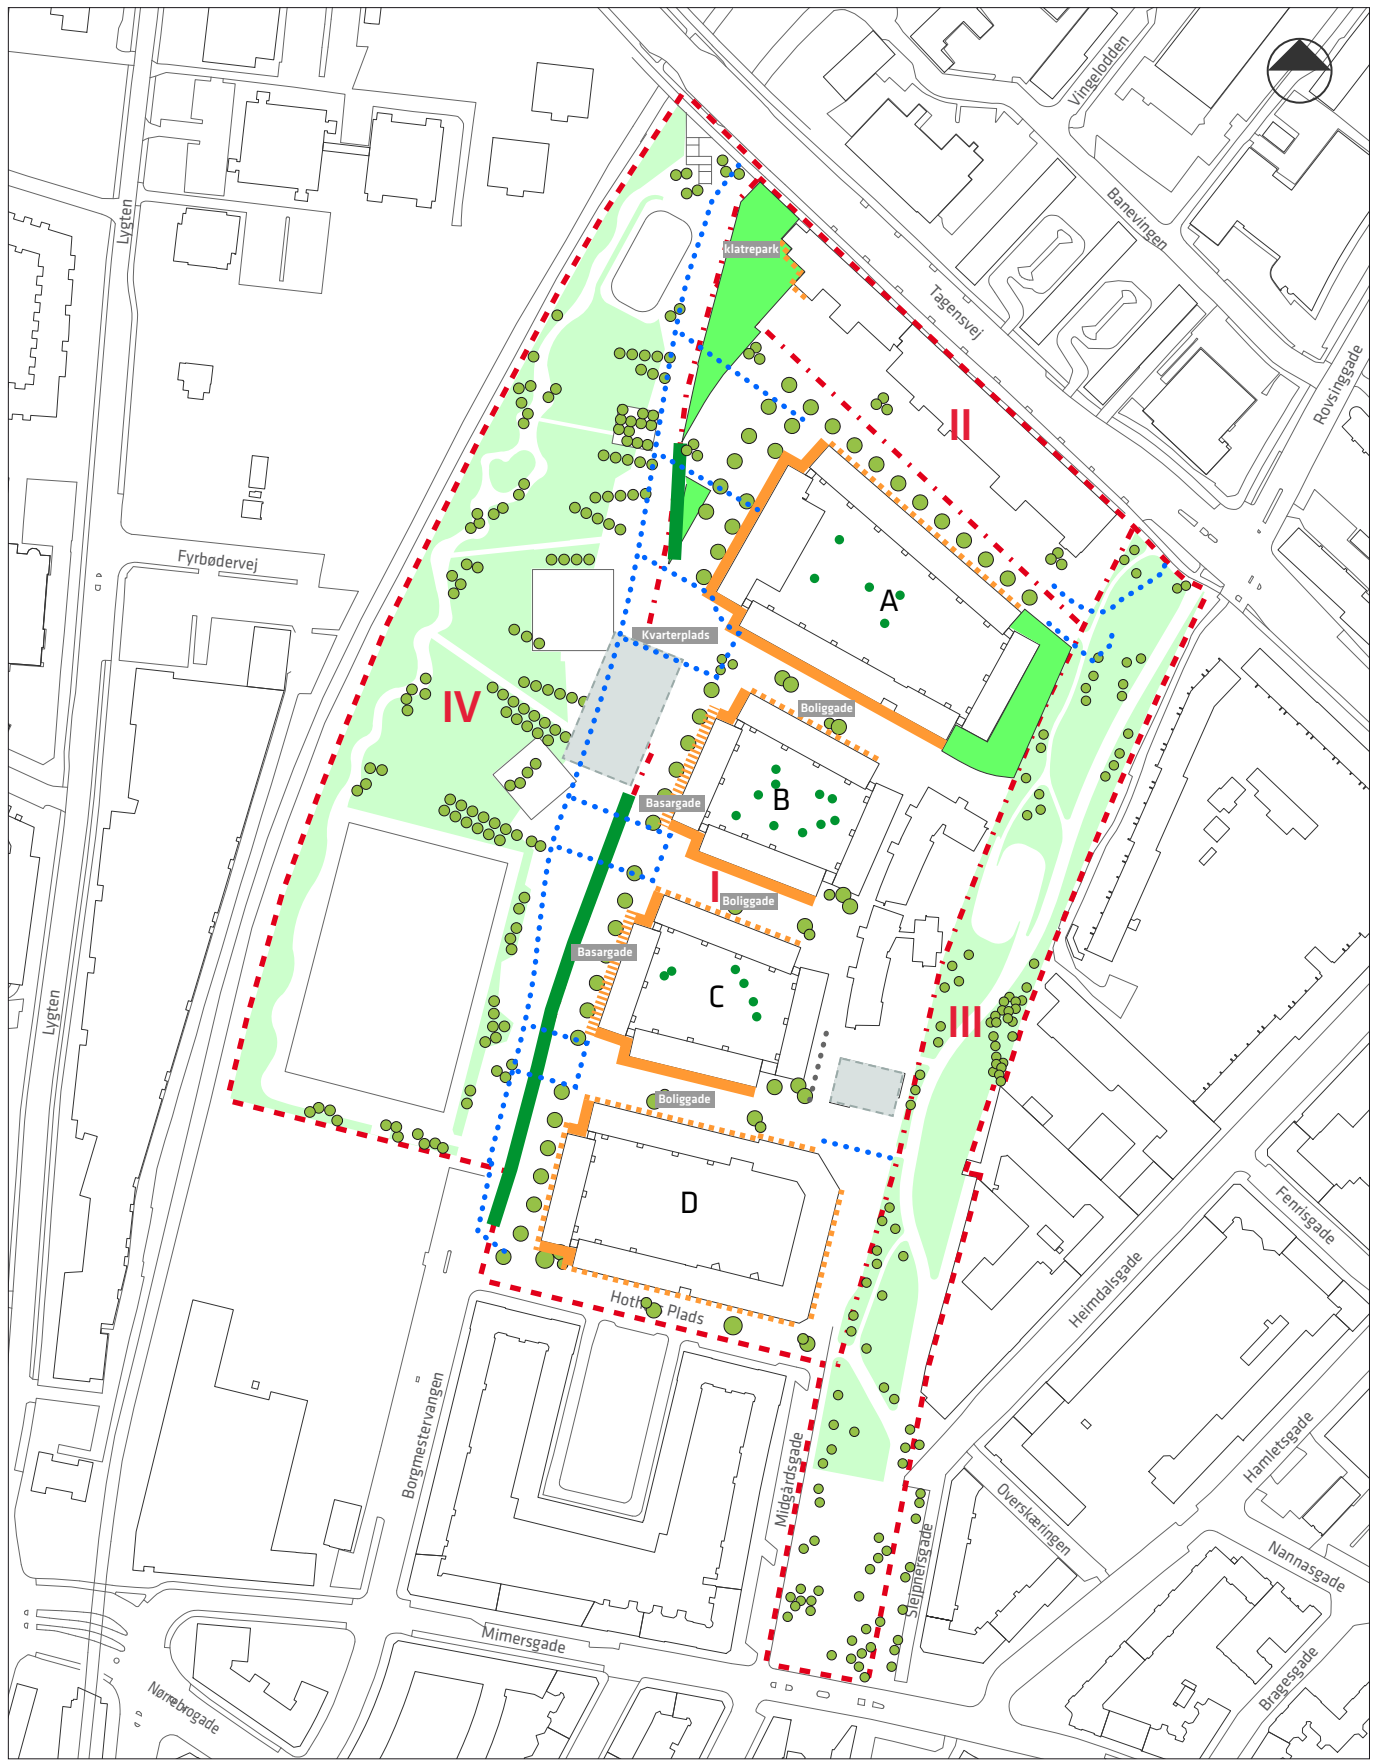 Vingelodden
Banevingen
Lygten
klatrepark
Tagensvej
Rovsinggade
II
Fyrbødervej
A
Kvarterplads
IV
Boliggade
B
Basargade
I
Boliggade
Basargade
C
III
Lygten
Boliggade
D
Fenrisgade
Heimdalsgade
Plads
Borgmestervangen
Midgårdsgade
Hamletsgade
Overskæringen
Sleipnersgade
Nannasgade
Mimersgade
Bragesgade
Nørrebrogade